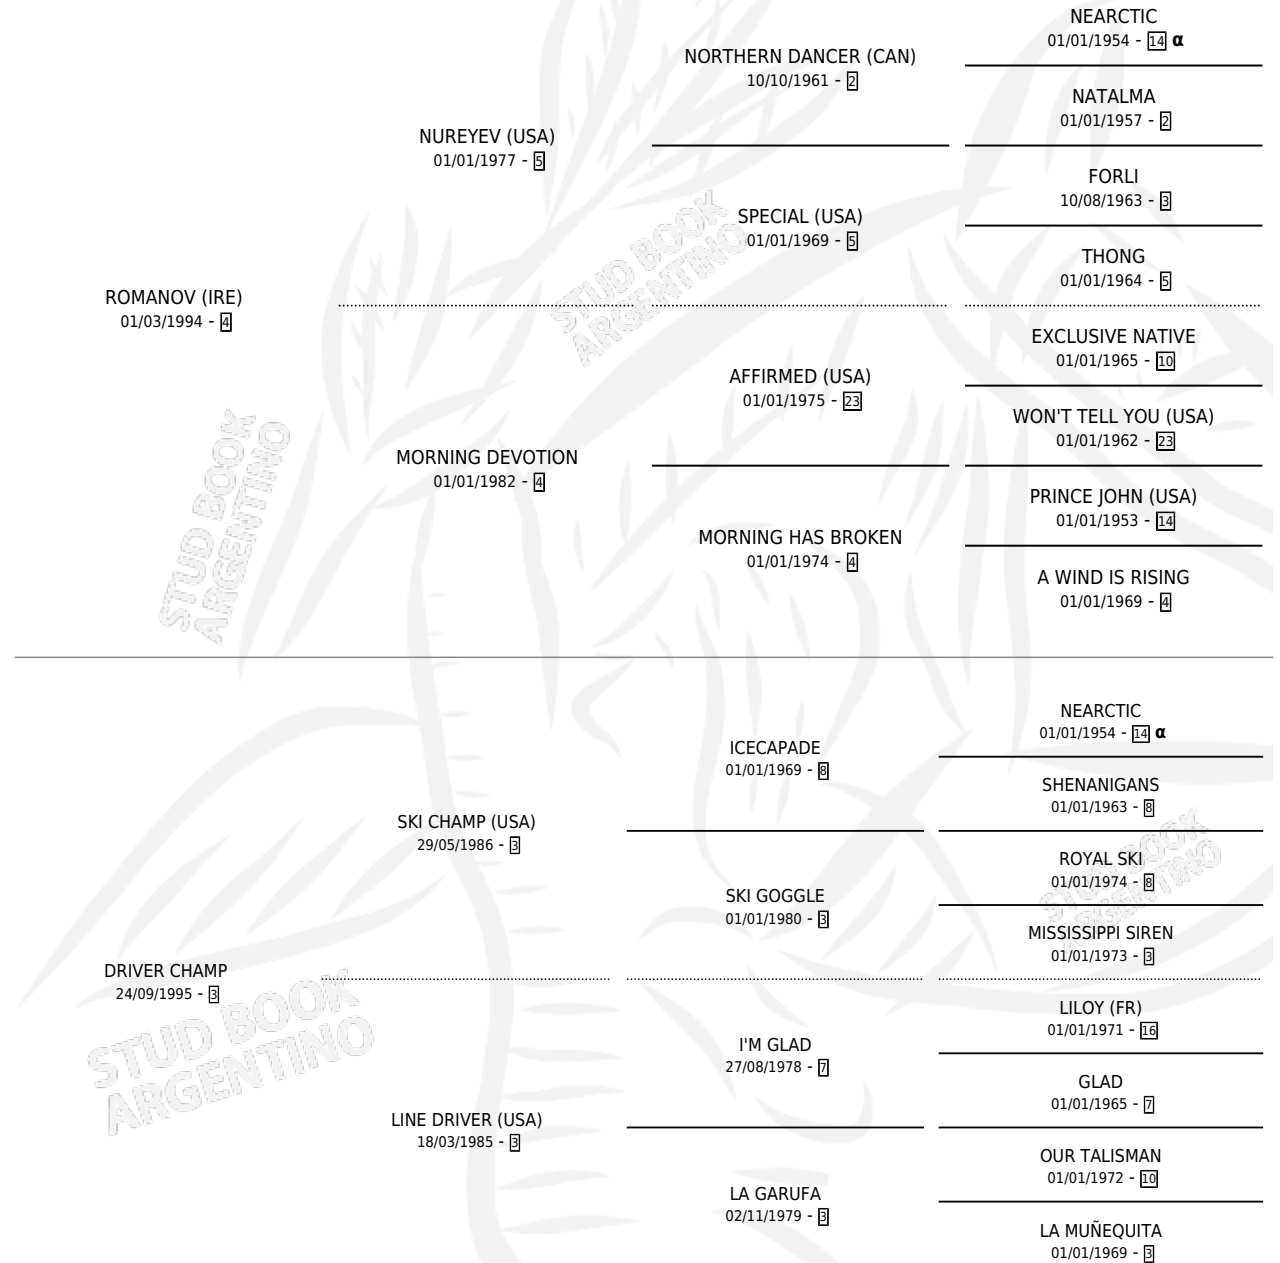 NEARCTIC
01/01/1954 - 14 α
NORTHERN DANCER (CAN)
10/10/1961 - 2
NATALMA
01/01/1957 - 2
NUREYEV (USA)
01/01/1977 - 5
FORLI
10/08/1963 - 3
SPECIAL (USA)
01/01/1969 - 5
THONG
01/01/1964 - 5
ROMANOV (IRE)
01/03/1994 - 4
EXCLUSIVE NATIVE
01/01/1965 - 10
AFFIRMED (USA)
01/01/1975 - 23
WON'T TELL YOU (USA)
01/01/1962 - 23
MORNING DEVOTION
01/01/1982 - 4
PRINCE JOHN (USA)
01/01/1953 - 14
MORNING HAS BROKEN
01/01/1974 - 4
A WIND IS RISING
01/01/1969 - 4
NEARCTIC
01/01/1954 - 14 α
ICECAPADE
01/01/1969 - 8
SHENANIGANS
01/01/1963 - 8
SKI CHAMP (USA)
29/05/1986 - 3
ROYAL SKI
01/01/1974 - 8
SKI GOGGLE
01/01/1980 - 3
MISSISSIPPI SIREN
01/01/1973 - 3
DRIVER CHAMP
24/09/1995 - 3
LILOY (FR)
01/01/1971 - 16
I'M GLAD
27/08/1978 - 7
GLAD
01/01/1965 - 7
LINE DRIVER (USA)
18/03/1985 - 3
OUR TALISMAN
01/01/1972 - 10
LA GARUFA
02/11/1979 - 3
LA MUÑEQUITA
01/01/1969 - 3
STUD BOOK
ARGENTINO
STUD BOOK
ARGENTINO
STUD BOOK
ARGENTINO
STUD BOOK
ARGENTINO